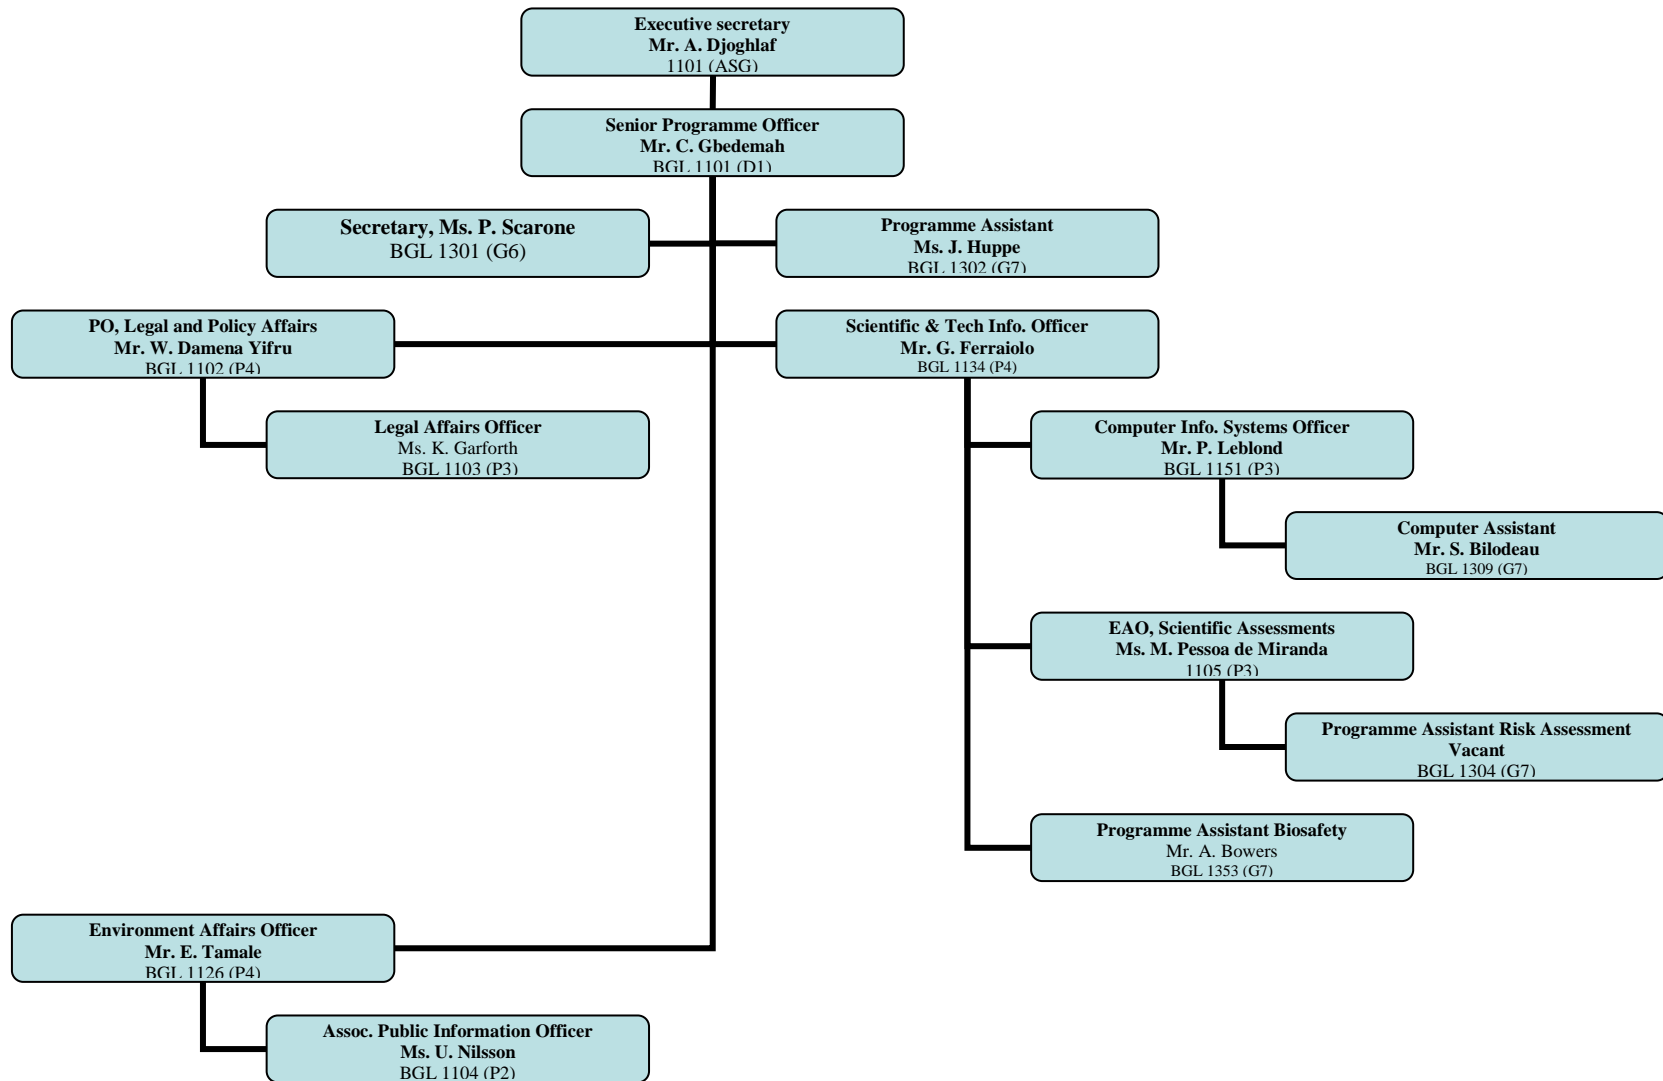 Executive secretary
Mr. A. Djoghlaf
1101 (ASG)
Senior Programme Officer
Mr. C. Gbedemah
BGL 1101 (D1)
Secretary, Ms. P. Scarone
BGL 1301 (G6)
Programme Assistant
Ms. J. Huppe
BGL 1302 (G7)
PO, Legal and Policy Affairs
Mr. W. Damena Yifru
BGL 1102 (P4)
Scientific & Tech Info. Officer
Mr. G. Ferraiolo
BGL 1134 (P4)
Legal Affairs Officer
Ms. K. Garforth
BGL 1103 (P3)
Computer Info. Systems Officer
Mr. P. Leblond
BGL 1151 (P3)
Computer Assistant
Mr. S. Bilodeau
BGL 1309 (G7)
EAO, Scientific Assessments
Ms. M. Pessoa de Miranda
1105 (P3)
Programme Assistant Risk Assessment
Vacant
BGL 1304 (G7)
Programme Assistant Biosafety
Mr. A. Bowers
BGL 1353 (G7)
Environment Affairs Officer
Mr. E. Tamale
BGL 1126 (P4)
Assoc. Public Information Officer
Ms. U. Nilsson
BGL 1104 (P2)